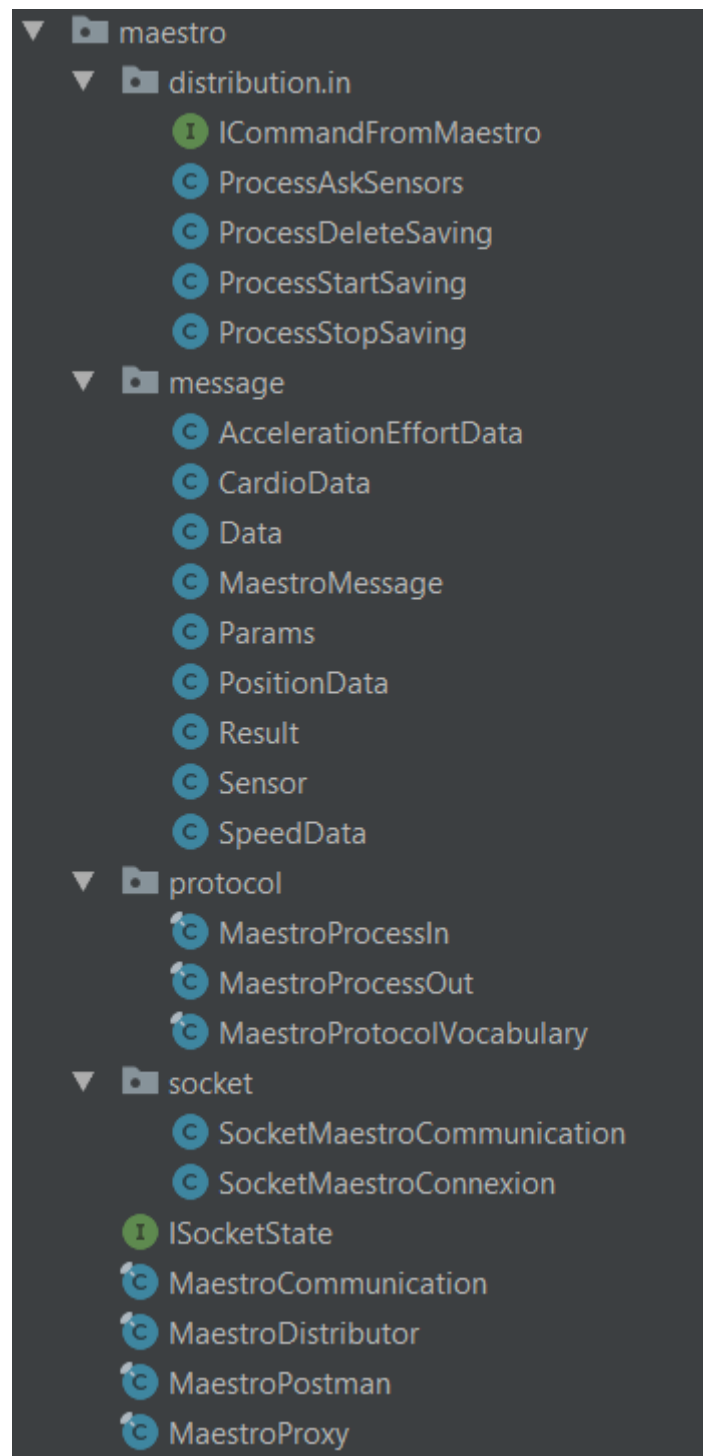 maestro
distribution.in
I ICommandFromMaestro
C ProcessAskSensors
C ProcessDeleteSaving
C ProcessStartSaving
C ProcessStopSaving
message
C AccelerationEffortData
C CardioData
C Data
C MaestroMessage
C Params
C PositionData
C Result
C Sensor
C SpeedData
protocol
C MaestroProcessIn
C MaestroProcessOut
C MaestroProtocolVocabulary
socket
C SocketMaestroCommunication
C SocketMaestroConnexion
I ISocketState
C MaestroCommunication
C MaestroDistributor
C MaestroPostman
C MaestroProxy